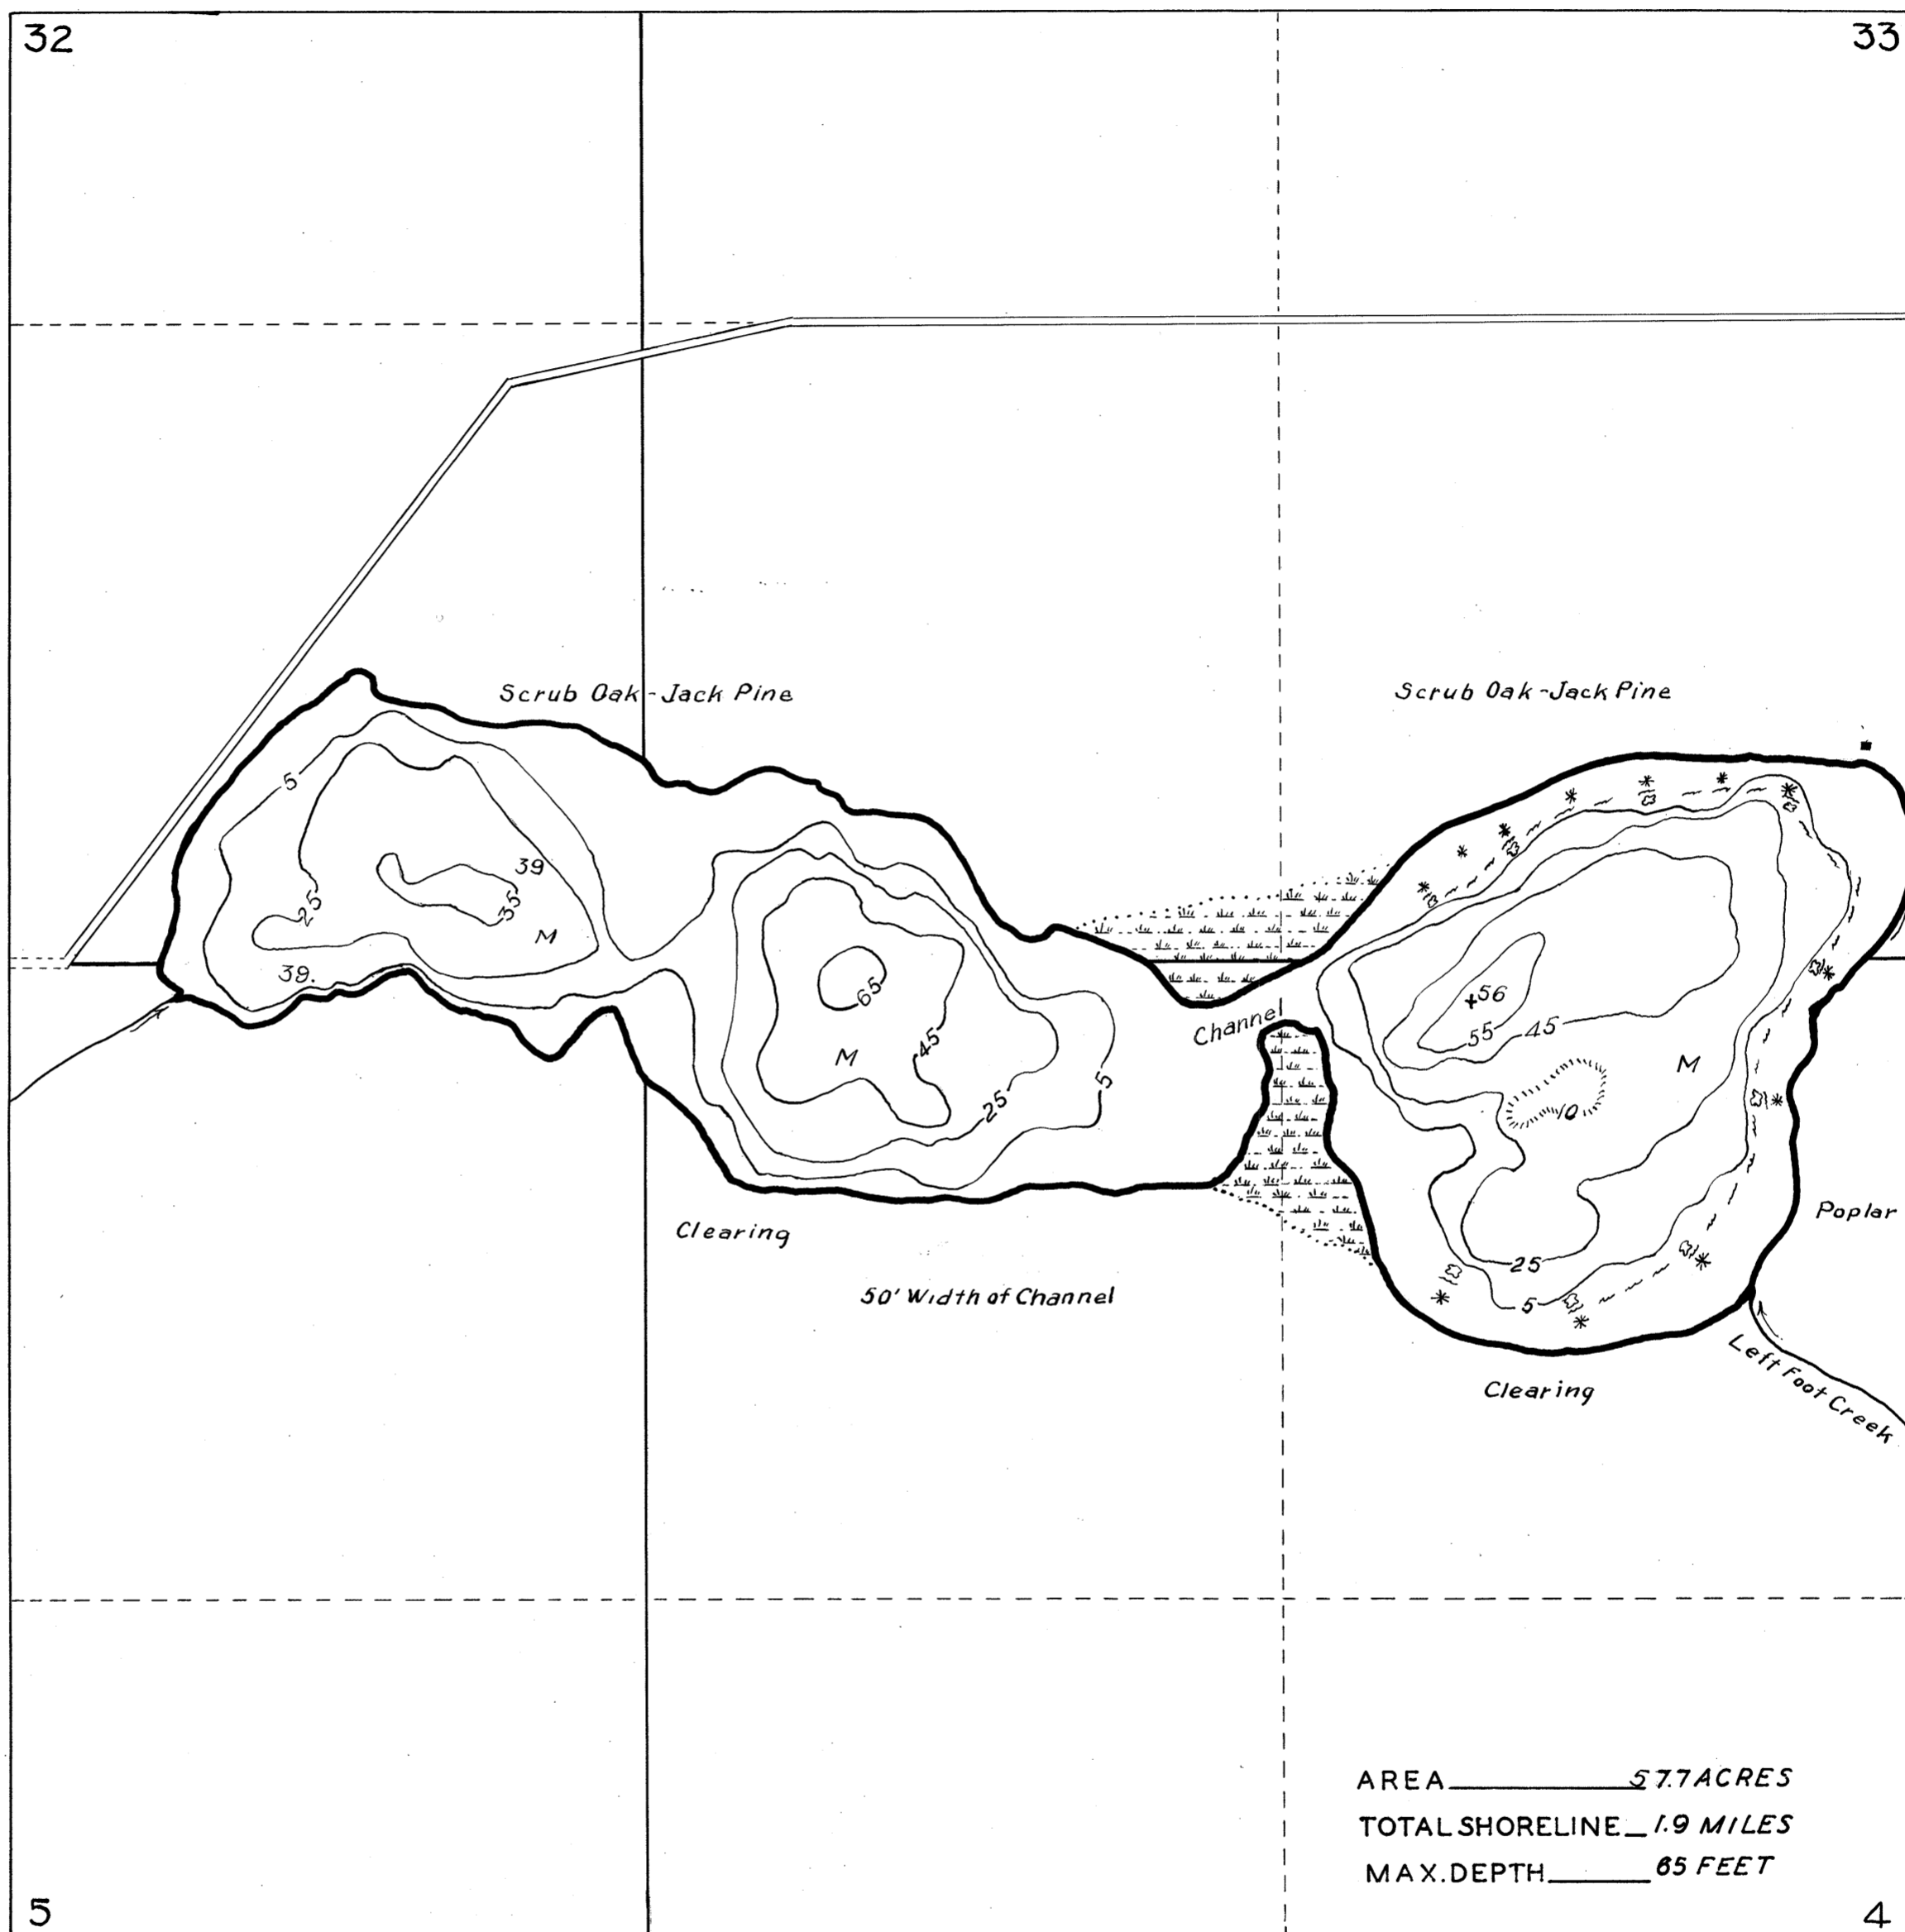 32
33
Scrub Oak-Jack Pine
Scrub Oak-Jack Pine
5
39
25
35
M
39.
65
M
45
25
5
Channel
56
55
45
M
10
25
5
Poplar
Clearing
50' Width of Channel
Left Foot Creek
Clearing
AREA 57.7 ACRES
TOTAL SHORELINE 1.9 MILES
MAX. DEPTH 65 FEET
5
4